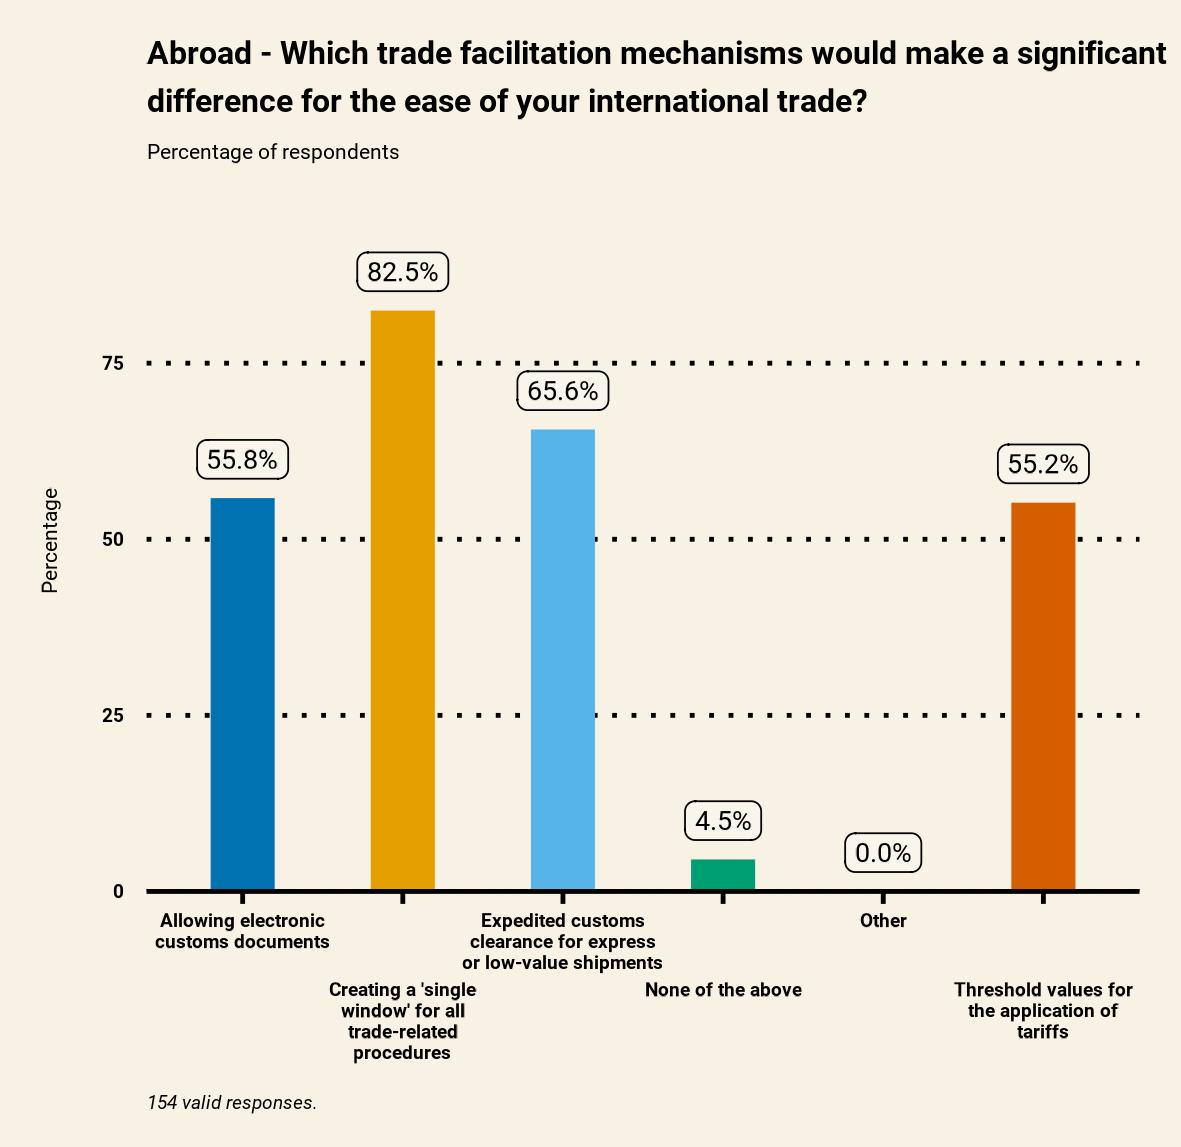 Abroad - Which trade facilitation mechanisms would make a significant
difference for the ease of your international trade?
Percentage of respondents
82.5%
75
65.6%
55.8%
55.2%
Percentage
50
25
4.5%
0.0%
0
Allowing electronic
customs documents
Expedited customs
clearance for express
or low-value shipments
Other
Creating a 'single
window' for all
trade-related
procedures
None of the above
Threshold values for
the application of
tariffs
154 valid responses.